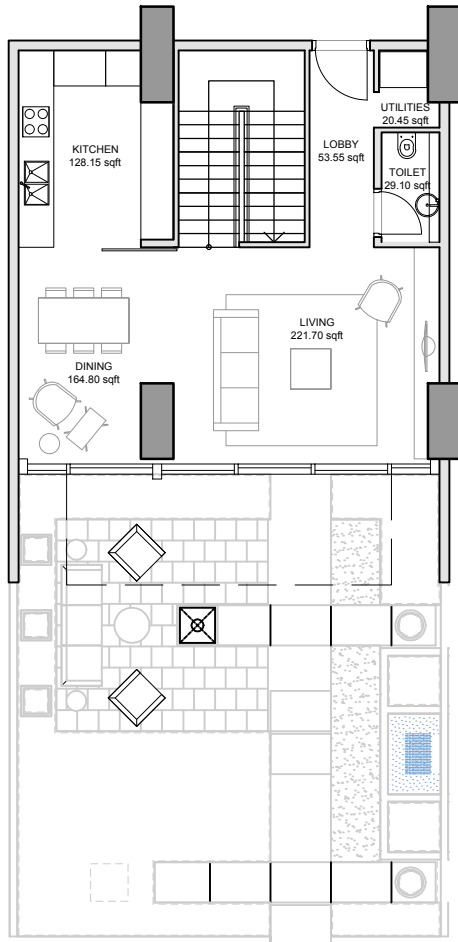 UTILITIES
20.45 sqft
KITCHEN
128.15 sqft
LOBBY
53.55 sqft
TOILET
29.10 sqft
LIVING
221.70 sqft
DINING
164.80 sqft